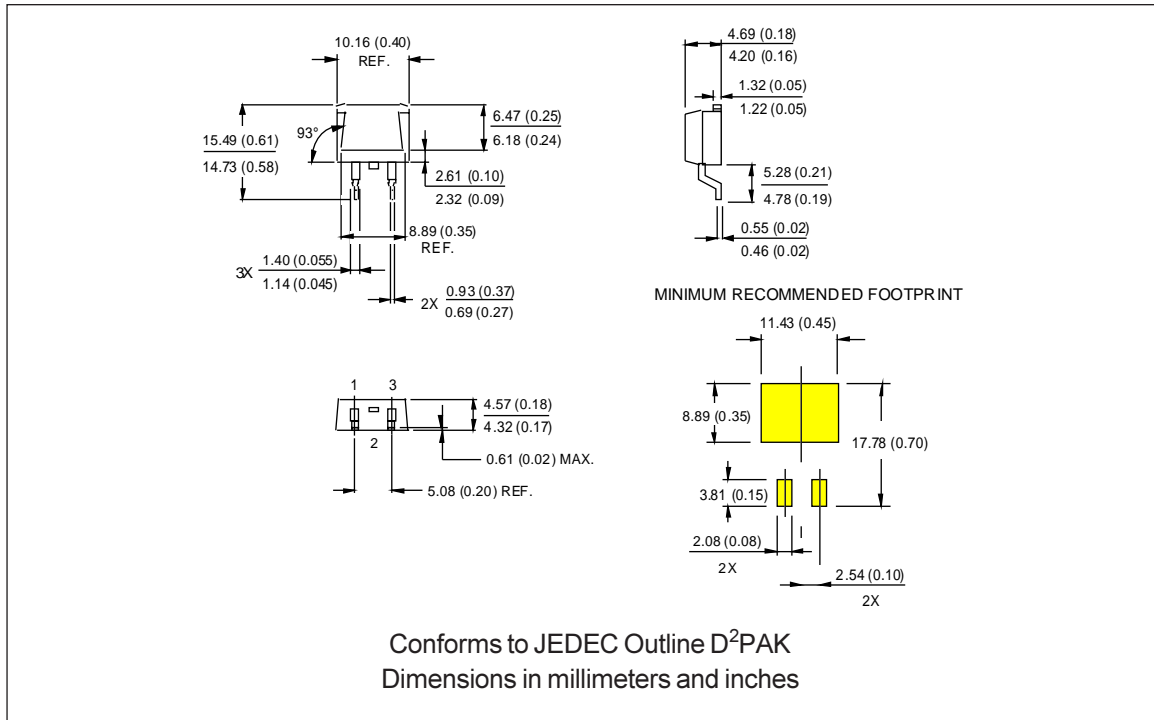 10.16 (0.40)
REF.
15.49 (0.61)
14.73 (0.58)
93°
6.47 (0.25)
6.18 (0.24)
2.61 (0.10)
2.32 (0.09)
8.89 (0.35)
REF.
3X
1.40 (0.055)
1.14 (0.045)
2X
0.93 (0.37)
0.69 (0.27)
4.69 (0.18)
4.20 (0.16)
1.32 (0.05)
1.22 (0.05)
5.28 (0.21)
4.78 (0.19)
0.55 (0.02)
0.46 (0.02)
1
3
2
4.57 (0.18)
4.32 (0.17)
0.61 (0.02) MAX.
5.08 (0.20) REF.
MINIMUM RECOMMENDED FOOTPRINT
11.43 (0.45)
8.89 (0.35)
17.78 (0.70)
3.81 (0.15)
2.08 (0.08)
2X
2.54 (0.10)
2X
Conforms to JEDEC Outline D²PAK
Dimensions in millimeters and inches